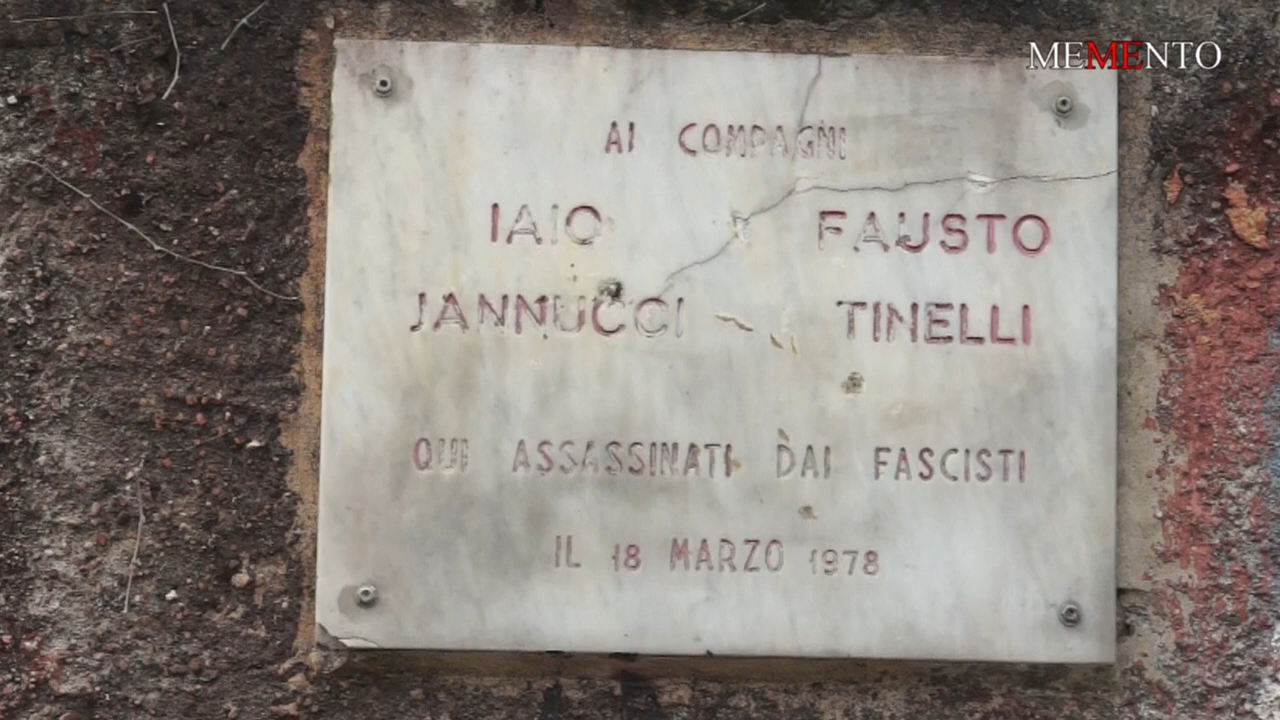 MEMENTO
AI COMPAGNI
IAIO FAUSTO
JANNUCCI TINELLI
QUI ASSASSINATI DAI FASCISTI
IL 18 MARZO 1978